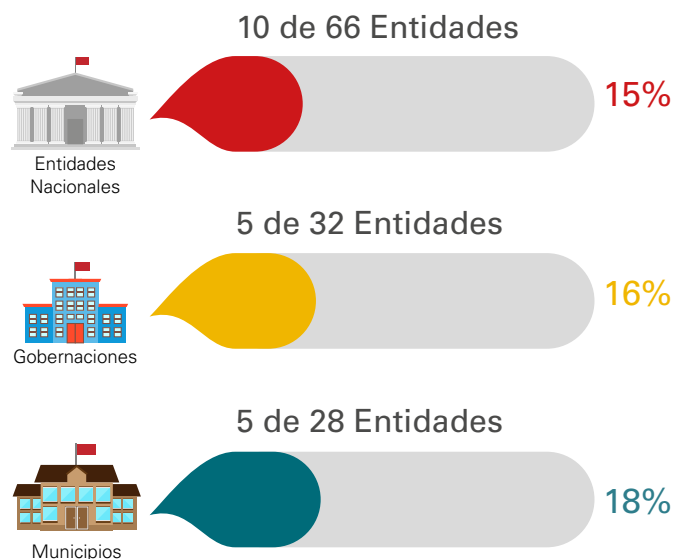 10 de 66 Entidades
15%
Entidades
Nacionales
5 de 32 Entidades
16%
Gobernaciones
5 de 28 Entidades
18%
Municipios